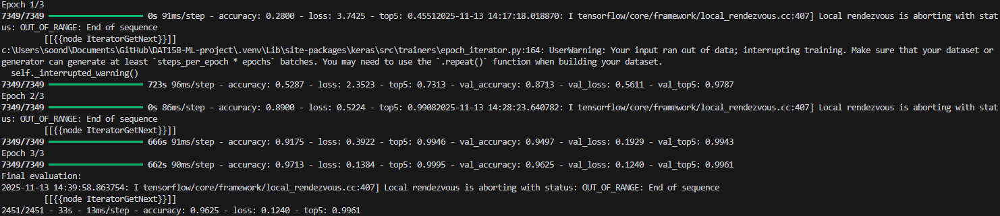 Epoch 1/3
7349/7349 ━━━━━━━━━━━━━━━━━━━━ 0s 91ms/step - accuracy: 0.2800 - loss: 3.7425 - top5: 0.45512025-11-13 14:17:18.018870: I tensorflow/core/framework/local_rendezvous.cc:407] Local rendezvous is aborting with stat
us: OUT_OF_RANGE: End of sequence
[[{{node IteratorGetNext}}]]
c:\Users\soond\Documents\GitHub\DAT158-ML-project\.venv\Lib\site-packages\keras\src\trainers\epoch_iterator.py:164: UserWarning: Your input ran out of data; interrupting training. Make sure that your dataset or
generator can generate at least `steps_per_epoch * epochs` batches. You may need to use the `.repeat()` function when building your dataset.
self._interrupted_warning()
7349/7349 ━━━━━━━━━━━━━━━━━━━━ 723s 96ms/step - accuracy: 0.5287 - loss: 2.3523 - top5: 0.7313 - val_accuracy: 0.8713 - val_loss: 0.5611 - val_top5: 0.9787
Epoch 2/3
7349/7349 ━━━━━━━━━━━━━━━━━━━━ 0s 86ms/step - accuracy: 0.8900 - loss: 0.5224 - top5: 0.99082025-11-13 14:28:23.640782: I tensorflow/core/framework/local_rendezvous.cc:407] Local rendezvous is aborting with stat
us: OUT_OF_RANGE: End of sequence
[[{{node IteratorGetNext}}]]
7349/7349 ━━━━━━━━━━━━━━━━━━━━ 666s 91ms/step - accuracy: 0.9175 - loss: 0.3922 - top5: 0.9946 - val_accuracy: 0.9497 - val_loss: 0.1929 - val_top5: 0.9943
Epoch 3/3
7349/7349 ━━━━━━━━━━━━━━━━━━━━ 662s 90ms/step - accuracy: 0.9713 - loss: 0.1384 - top5: 0.9995 - val_accuracy: 0.9625 - val_loss: 0.1240 - val_top5: 0.9961
Final evaluation:
2025-11-13 14:39:58.863754: I tensorflow/core/framework/local_rendezvous.cc:407] Local rendezvous is aborting with status: OUT_OF_RANGE: End of sequence
[[{{node IteratorGetNext}}]]
2451/2451 - 33s - 13ms/step - accuracy: 0.9625 - loss: 0.1240 - top5: 0.9961